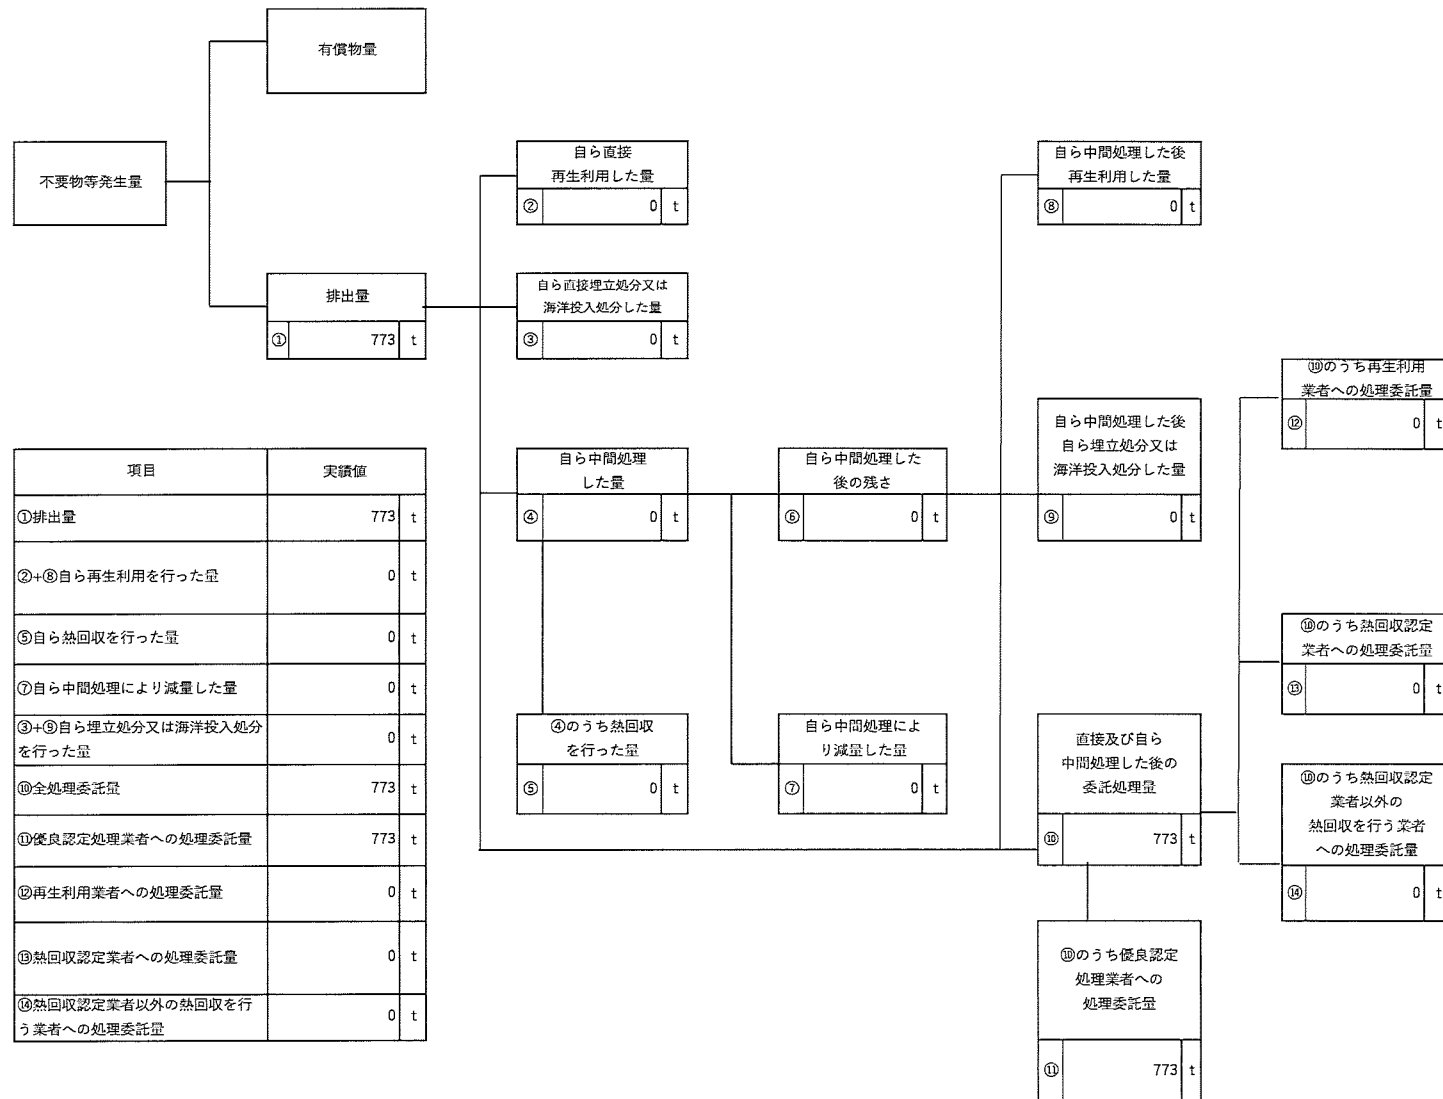 有償物量
不要物等発生量
排出量
① 773 t
自ら直接
再生利用した量
② 0 t
自ら直接埋立処分又は
海洋投入処分した量
③ 0 t
自ら中間処理
した量
④ 0 t
④のうち熱回収
を行った量
⑤ 0 t
自ら中間処理した
後の残さ
⑥ 0 t
自ら中間処理によ
り減量した量
⑦ 0 t
自ら中間処理した後
再生利用した量
⑧ 0 t
自ら中間処理した後
自ら埋立処分又は
海洋投入処分した量
⑨ 0 t
直接及び自ら
中間処理した後の
委託処理量
⑩ 773 t
⑩のうち優良認定
処理業者への
処理委託量
⑪ 773 t
⑩のうち再生利用
業者への処理委託量
⑫ 0 t
⑩のうち熱回収認定
業者への処理委託量
⑬ 0 t
⑩のうち熱回収認定
業者以外の
熱回収を行う業者
への処理委託量
⑭ 0 t
項目 実績値
①排出量 773 t
②+⑧自ら再生利用を行った量 0 t
⑤自ら熱回収を行った量 0 t
⑦自ら中間処理により減量した量 0 t
③+⑨自ら埋立処分又は海洋投入処分
を行った量 0 t
⑩全処理委託量 773 t
⑪優良認定処理業者への処理委託量 773 t
⑫再生利用業者への処理委託量 0 t
⑬熱回収認定業者への処理委託量 0 t
⑭熱回収認定業者以外の熱回収を行
う業者への処理委託量 0 t